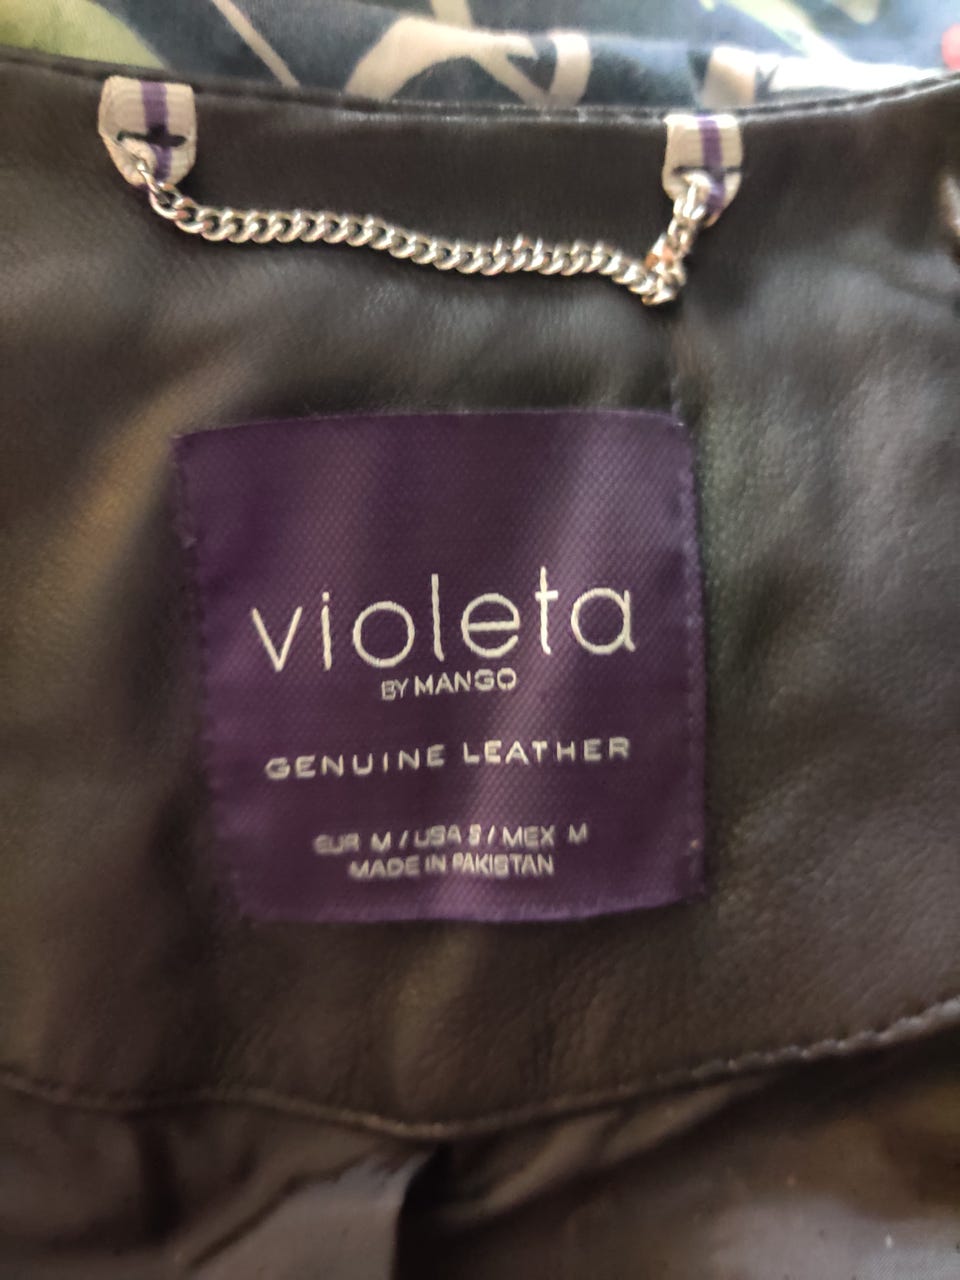 violeta
BY MANGO
GENUINE LEATHER
EUR M / USA S / MEX M
MADE IN PAKISTAN